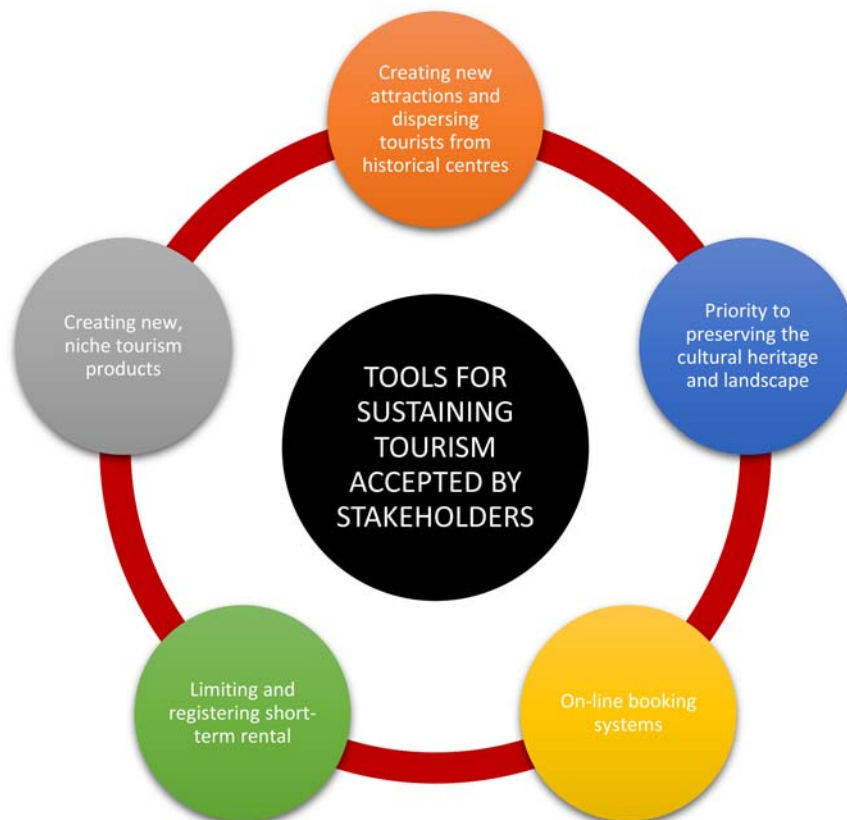 Creating new
attractions and
dispersing
tourists from
historical centres
Priority to
preserving the
cultural heritage
and landscape
On-line booking
systems
Limiting and
registering short-
term rental
Creating new,
niche tourism
products
TOOLS FOR
SUSTAINING
TOURISM
ACCEPTED BY
STAKEHOLDERS